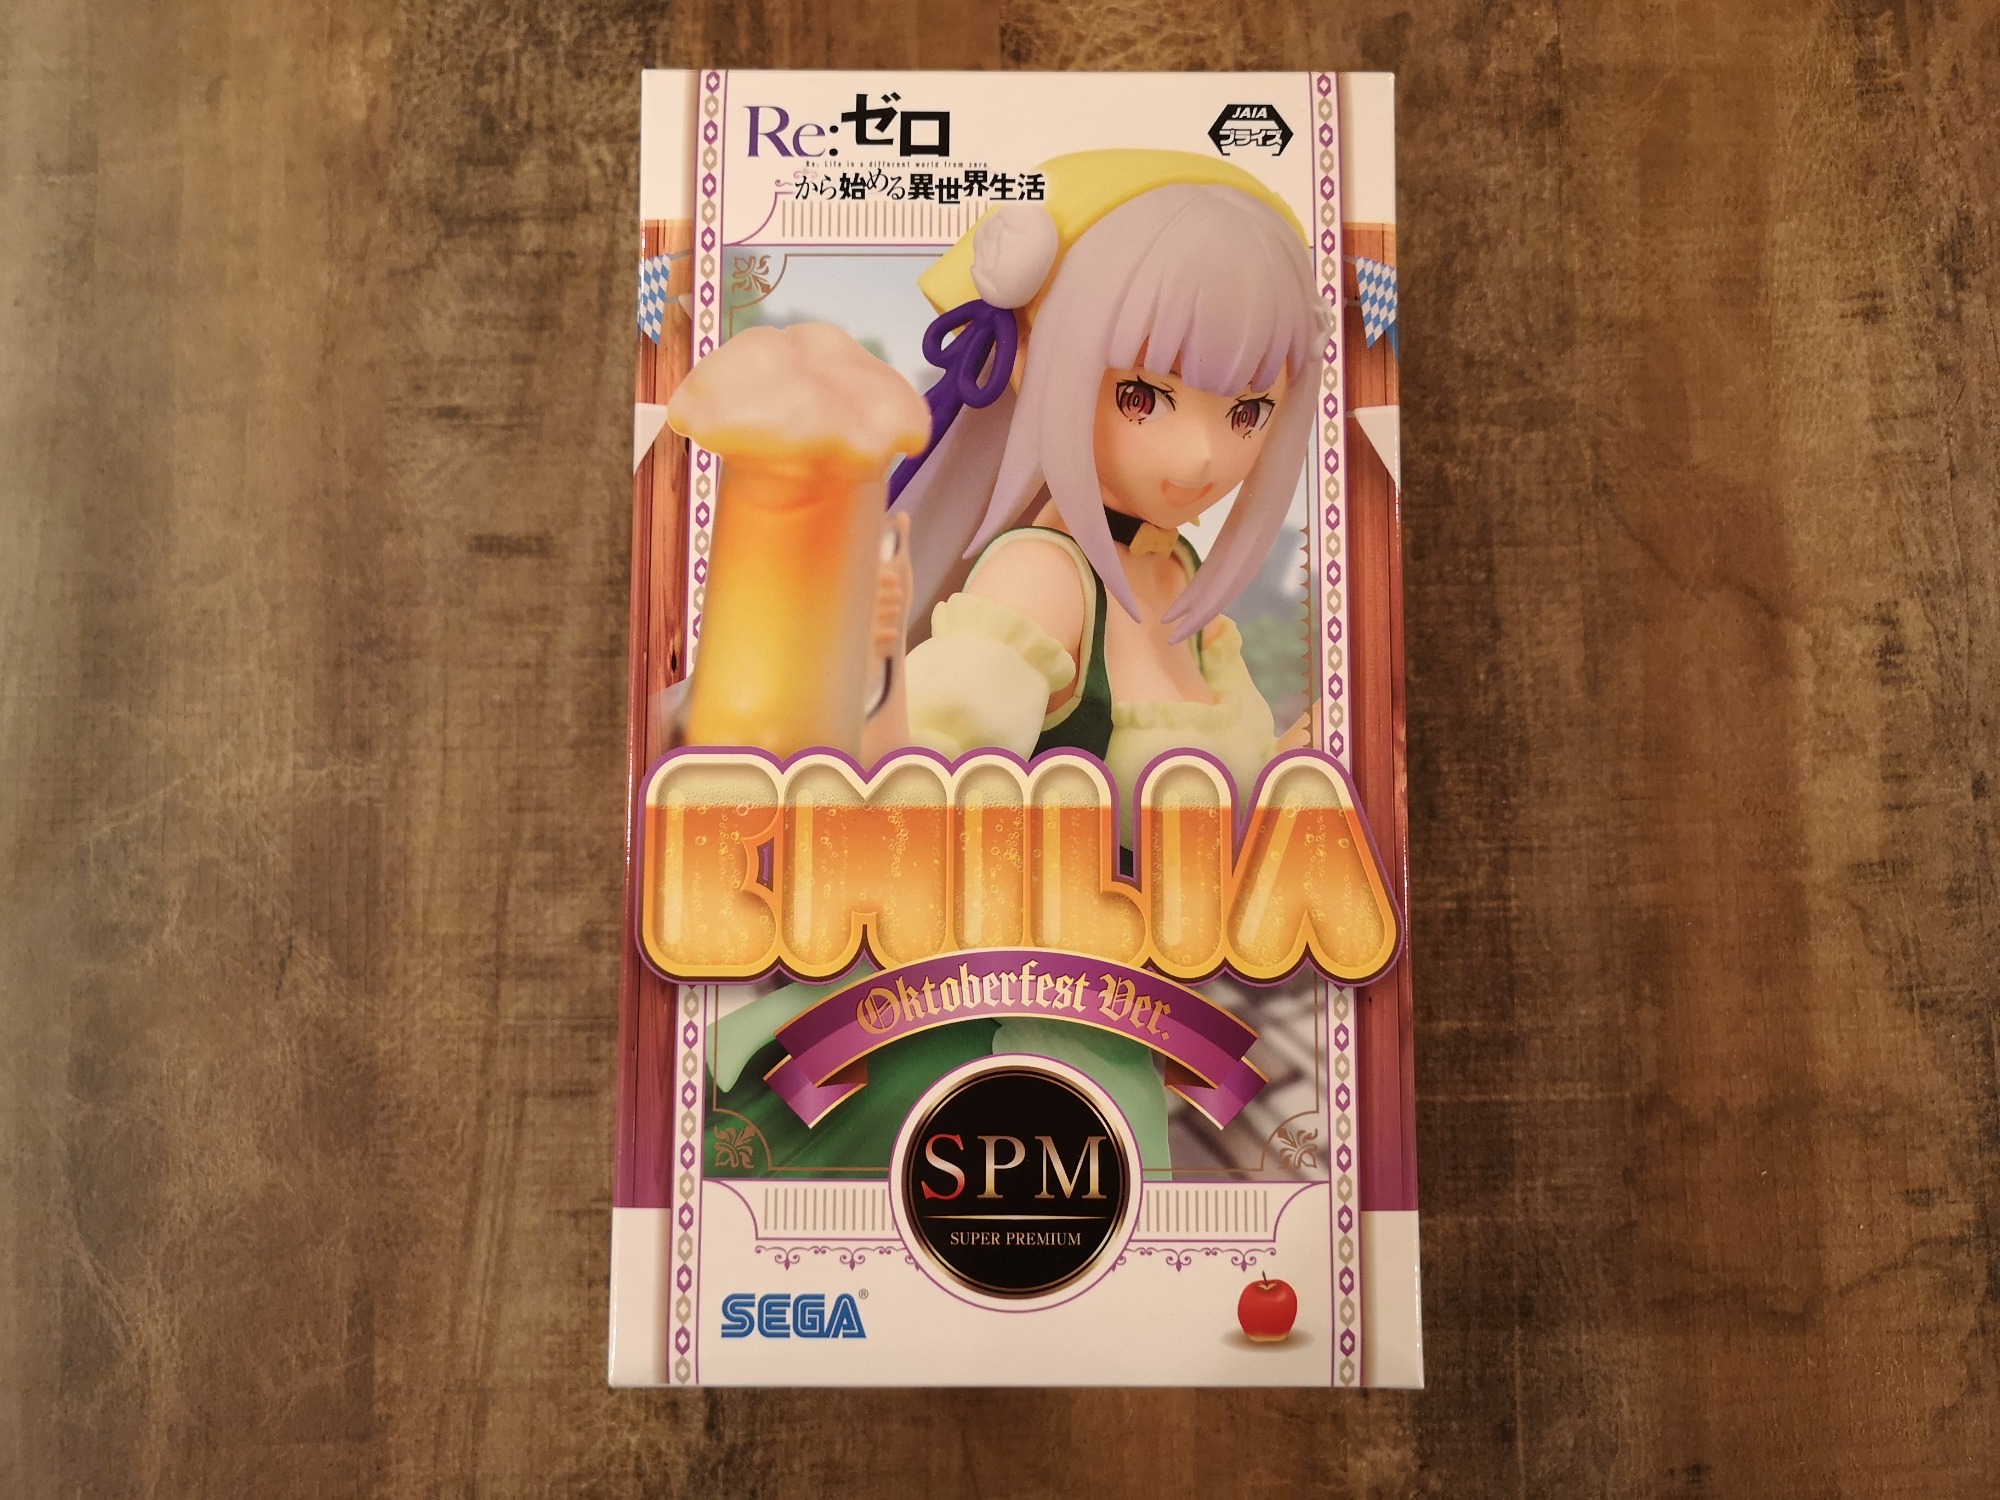 Re:ゼロ
Re: Life in a different world from zero
から始める異世界生活
JAIA
プライズ
EMILIA
Oktoberfest Ver.
SPM
SUPER PREMIUM
SEGA®